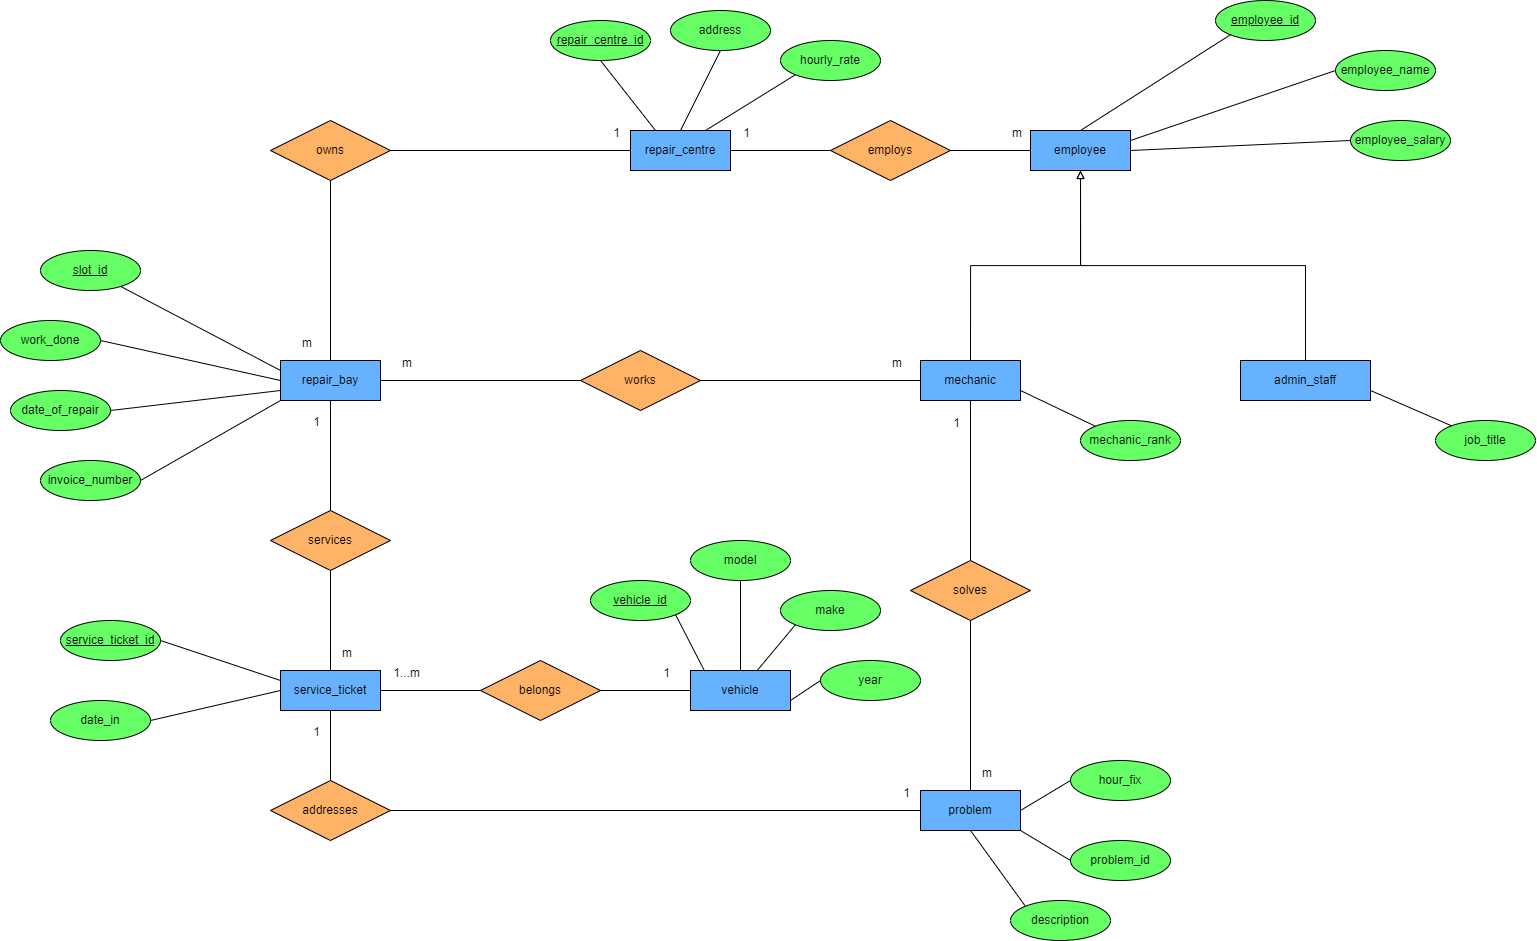 employee_id
repair_centre_id
address
hourly_rate
employee_name
employee_salary
owns
1
repair_centre
1
employs
m
employee
slot_id
work_done
date_of_repair
invoice_number
m
repair_bay
m
works
m
mechanic
admin_staff
1
1
mechanic_rank
job_title
services
model
solves
vehicle_id
make
service_ticket_id
m
date_in
service_ticket
1...m
belongs
1
vehicle
year
1
m
addresses
1
problem
hour_fix
problem_id
description